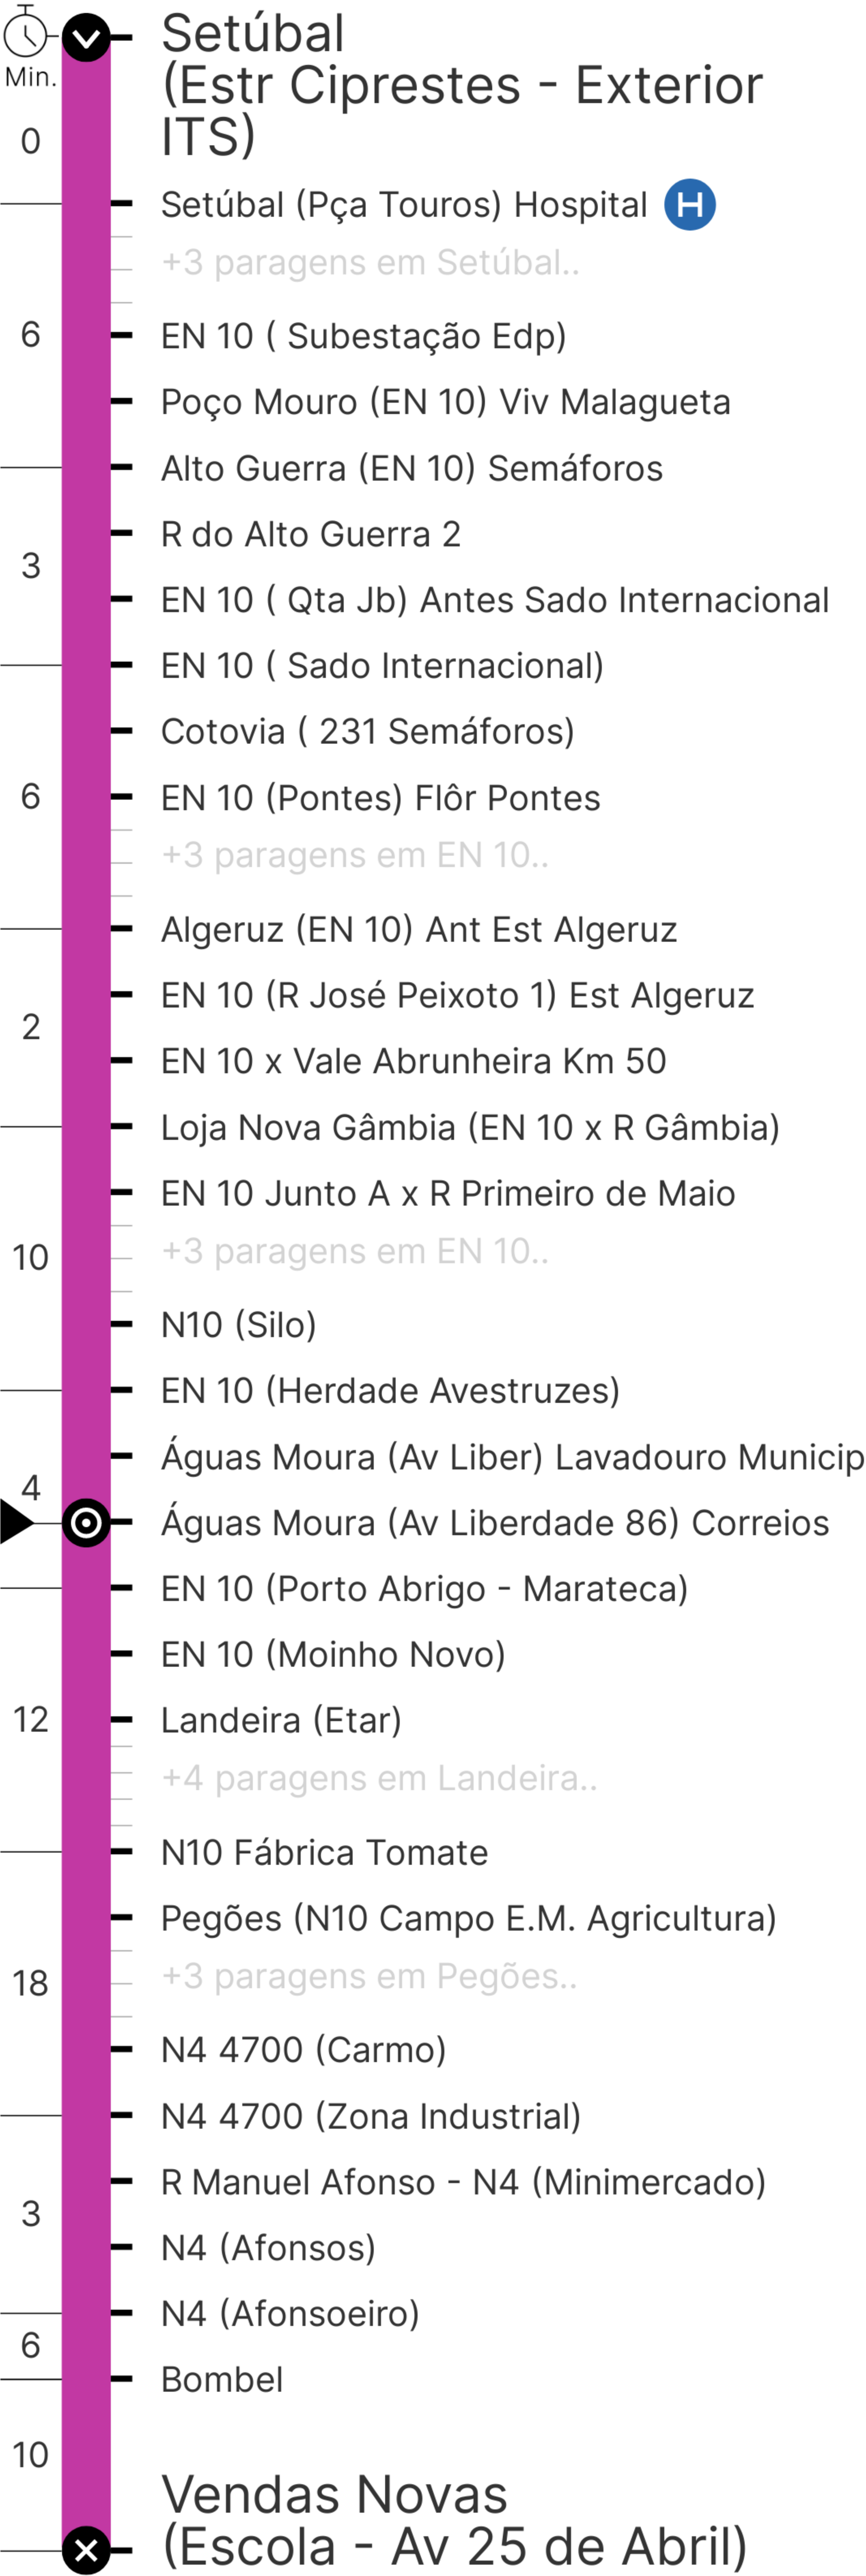 Setúbal
Min.
(Estr Ciprestes - Exterior
ITS)
0
Setúbal (Pça Touros) Hospital H
+3 paragens em Setúbal..
6
EN 10 ( Subestação Edp)
Poço Mouro (EN 10) Viv Malagueta
Alto Guerra (EN 10) Semáforos
R do Alto Guerra 2
3
EN 10 ( Qta Jb) Antes Sado Internacional
EN 10 ( Sado Internacional)
Cotovia ( 231 Semáforos)
6
EN 10 (Pontes) Flôr Pontes
+3 paragens em EN 10..
Algeruz (EN 10) Ant Est Algeruz
EN 10 (R José Peixoto 1) Est Algeruz
2
EN 10 x Vale Abrunheira Km 50
Loja Nova Gâmbia (EN 10 x R Gâmbia)
EN 10 Junto A x R Primeiro de Maio
10
+3 paragens em EN 10..
N10 (Silo)
EN 10 (Herdade Avestruzes)
Águas Moura (Av Liber) Lavadouro Municip
4
Águas Moura (Av Liberdade 86) Correios
EN 10 (Porto Abrigo - Marateca)
EN 10 (Moinho Novo)
12
Landeira (Etar)
+4 paragens em Landeira..
N10 Fábrica Tomate
Pegões (N10 Campo E.M. Agricultura)
18
+3 paragens em Pegões..
N4 4700 (Carmo)
N4 4700 (Zona Industrial)
R Manuel Afonso - N4 (Minimercado)
3
N4 (Afonsos)
N4 (Afonsoeiro)
6
Bombel
10
Vendas Novas
(Escola - Av 25 de Abril)